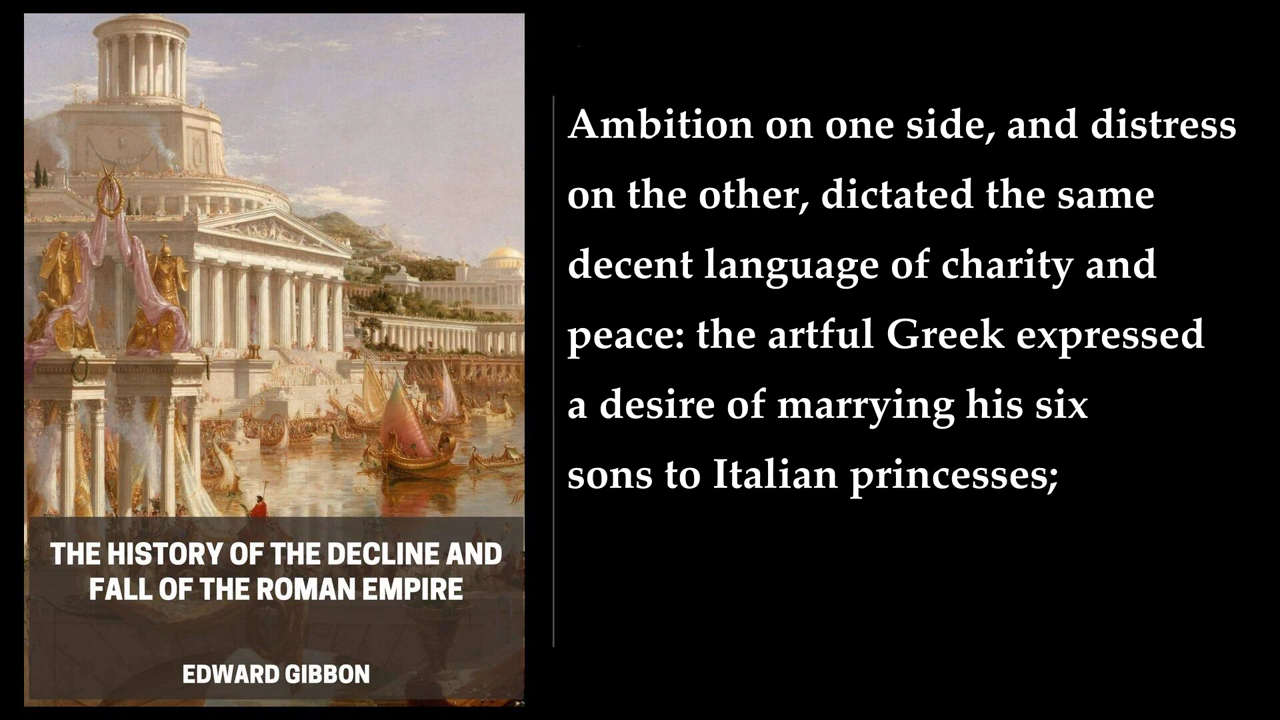 THE HISTORY OF THE DECLINE AND
FALL OF THE ROMAN EMPIRE
EDWARD GIBBON
Ambition on one side, and distress
on the other, dictated the same
decent language of charity and
peace: the artful Greek expressed
a desire of marrying his six
sons to Italian princesses;